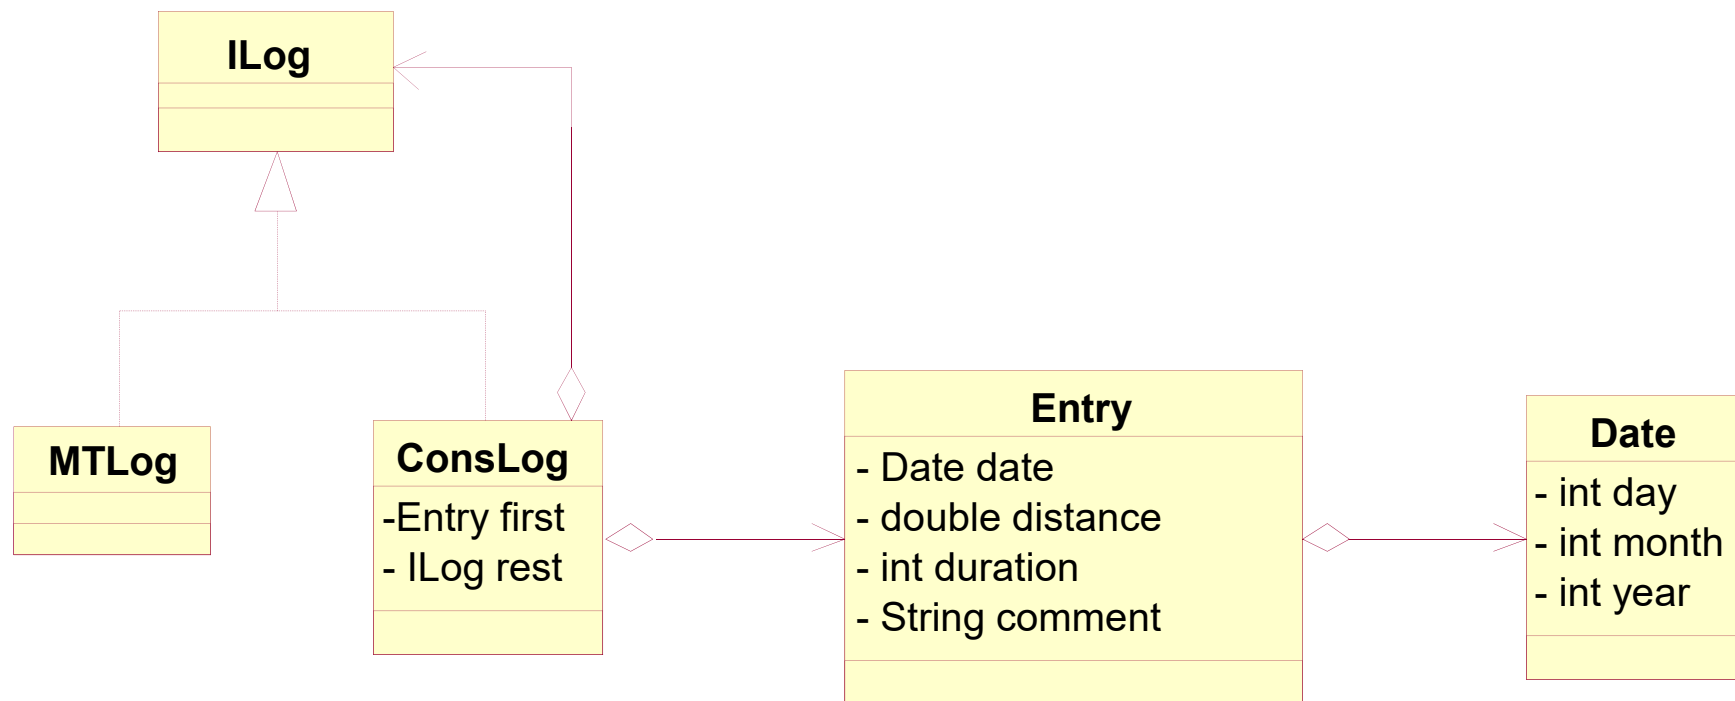 ILog
MTLog
ConsLog
-Entry first
- ILog rest
Entry
- Date date
- double distance
- int duration
- String comment
Date
- int day
- int month
- int year